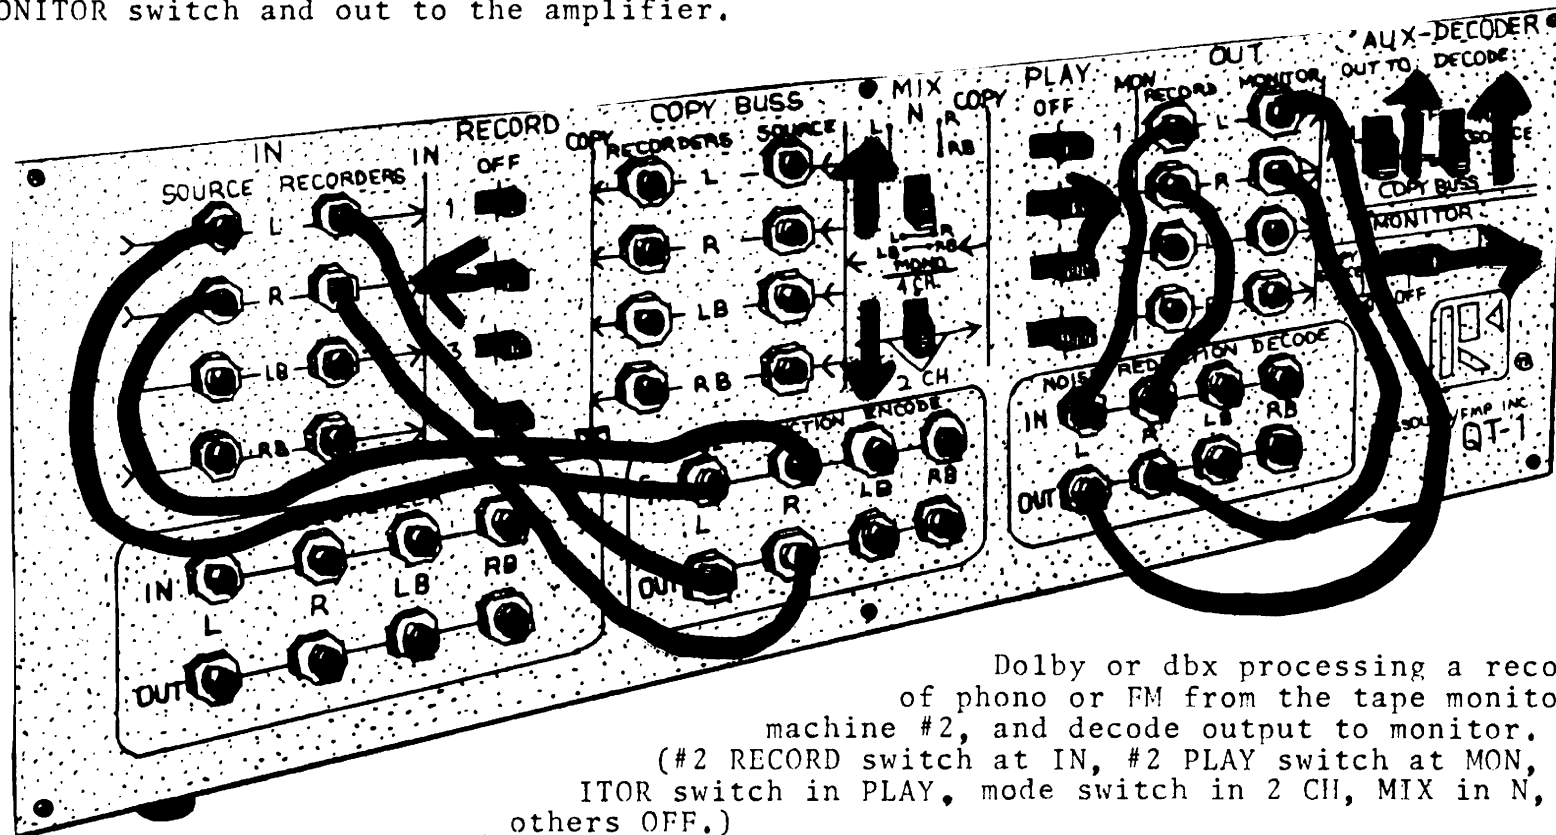 ONITOR switch and out to the amplifier.
AUX-DECODER
OUT TO DECODE
OUT
MON RECORD MONITOR
PLAY
OFF
MIX
N
COPY
COPY BUSS
COPY RECORDERS SOURCE
RECORD
OFF
IN
SOURCE RECORDERS
IN
L
R
LB
RB
1
3
L
R
LB
RB
L
R
RB
L R
LB RB
MONO
4 CH.
2 CH
1
L
R
COPY BUSS
MONITOR
OFF
ENCODE
L
R
LB
RB
OUT
DECODE
IN
L
R
LB
RB
OUT
FMP INC.
QT-1
IN
L
R
LB
RB
OUT
Dolby or dbx processing a reco
of phono or FM from the tape monito
machine #2, and decode output to monitor.
(#2 RECORD switch at IN, #2 PLAY switch at MON,
ITOR switch in PLAY, mode switch in 2 CH, MIX in N,
others OFF.)